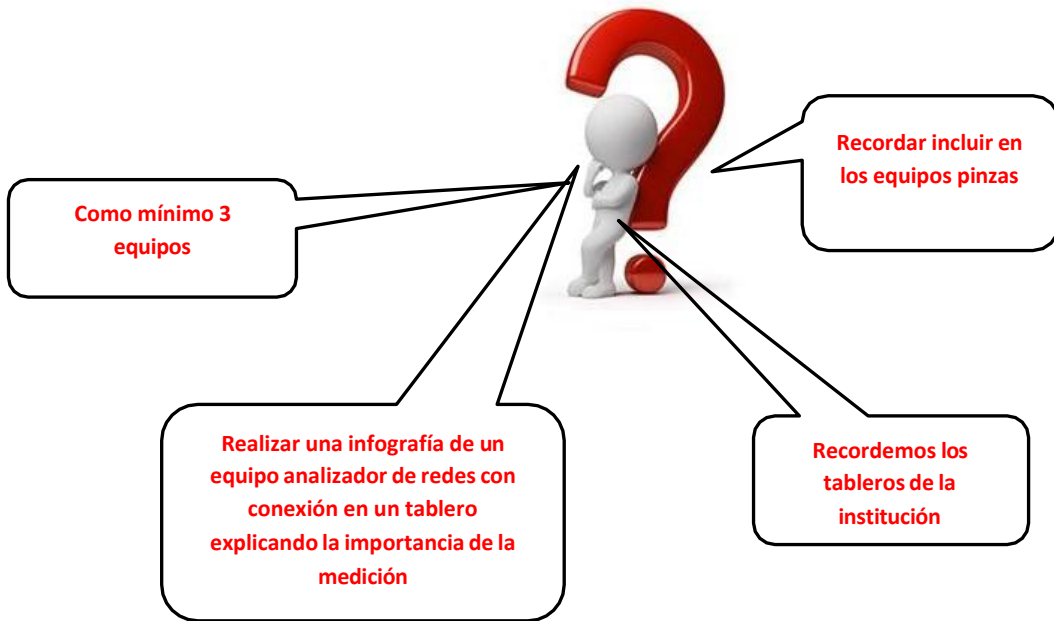 Recordar incluir en
los equipos pinzas
Como mínimo 3
equipos
Realizar una infografía de un
equipo analizador de redes con
conexión en un tablero
explicando la importancia de la
medición
Recordemos los
tableros de la
institución